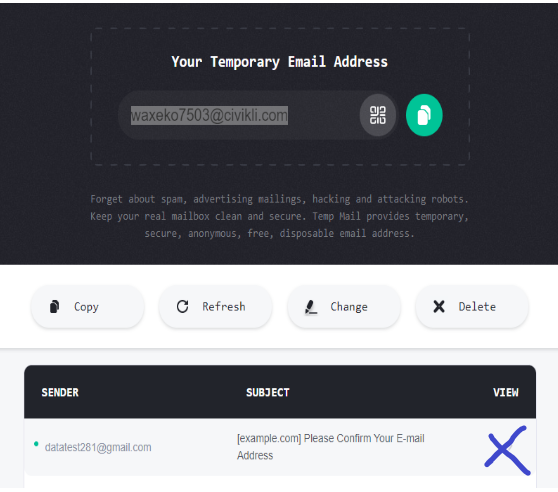 Your Temporary Email Address
waxeko7503@civikli.com
Forget about spam, advertising mailings, hacking and attacking robots.
Keep your real mailbox clean and secure. Temp Mail provides temporary,
secure, anonymous, free, disposable email address.
Copy Refresh Change Delete
SENDER SUBJECT VIEW
datatest281@gmail.com [example.com] Please Confirm Your E-mail
Address